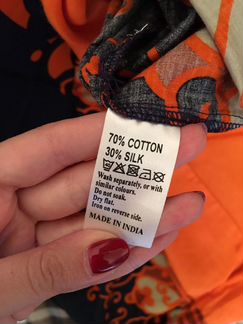 70% COTTON
30% SILK
Wash separately, or with
similar colours.
Do not soak.
Dry flat.
Iron on reverse side.
MADE IN INDIA